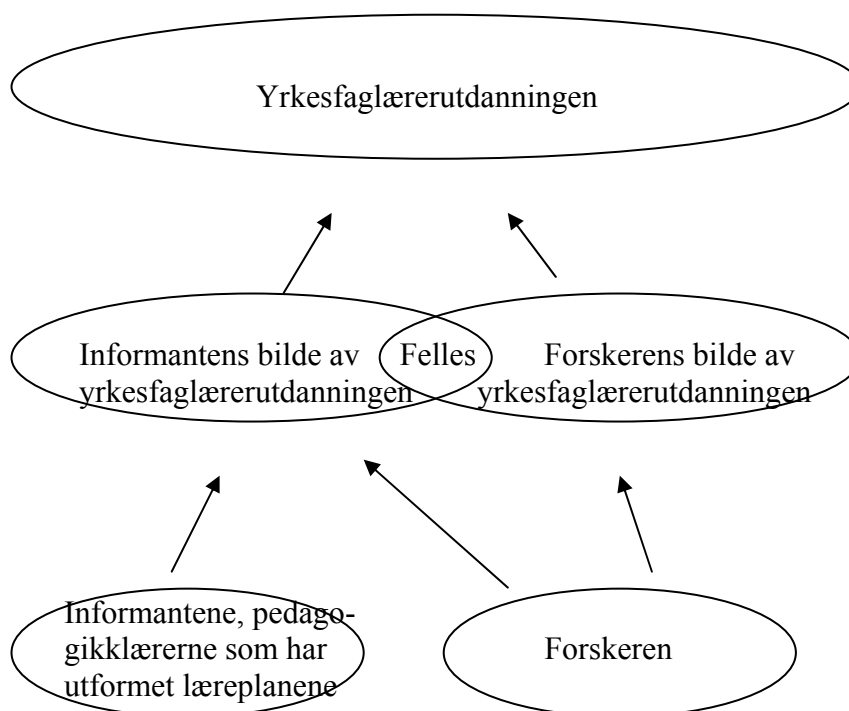 Yrkesfaglærerutdanningen
Informantens bilde av
yrkesfaglærerutdanningen
Felles
Forskerens bilde av
yrkesfaglærerutdanningen
Informantene, pedago-
gikklærerne som har
utformet læreplanene
Forskeren